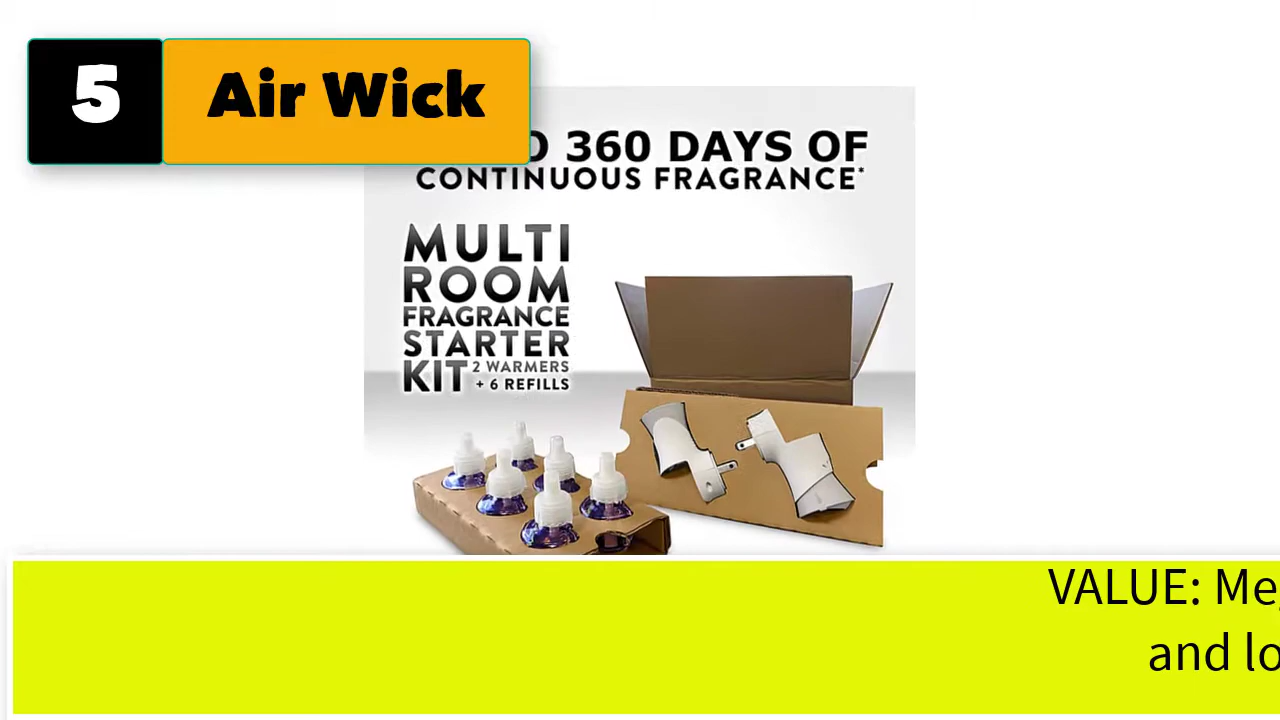 5 Air Wick
360 DAYS OF
CONTINUOUS FRAGRANCE*
MULTI
ROOM
FRAGRANCE
STARTER
KIT 2 WARMERS
+ 6 REFILLS
VALUE:
and